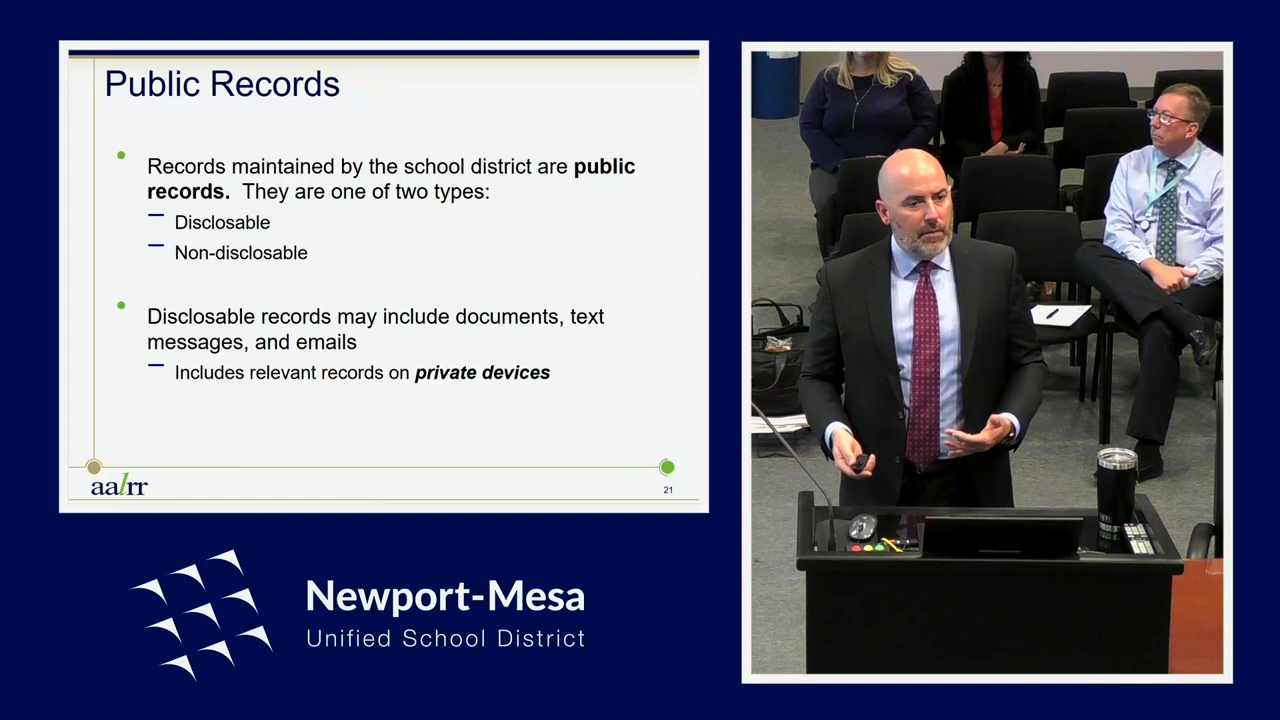 Public Records
Records maintained by the school district are public
records. They are one of two types:
Disclosable
Non-disclosable
Disclosable records may include documents, text
messages, and emails
Includes relevant records on private devices
aalrr
21
Newport-Mesa
Unified School District